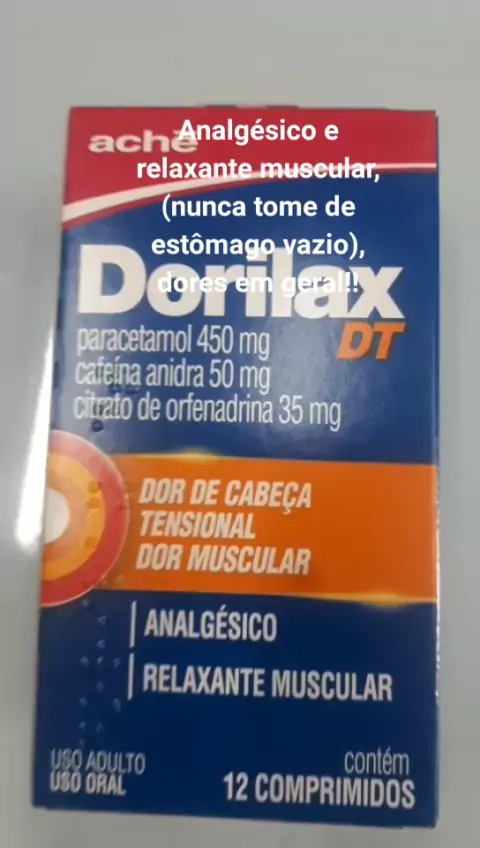 achē
Analgésico e
relaxante muscular,
(nunca tome de
estômago vazio),
dores em geral!!
Dorilax
DT
paracetamol 450 mg
cafeína anidra 50 mg
citrato de orfenadrina 35 mg
DOR DE CABEÇA
TENSIONAL
DOR MUSCULAR
ANALGÉSICO
RELAXANTE MUSCULAR
USO ADULTO
USO ORAL
contém
12 COMPRIMIDOS